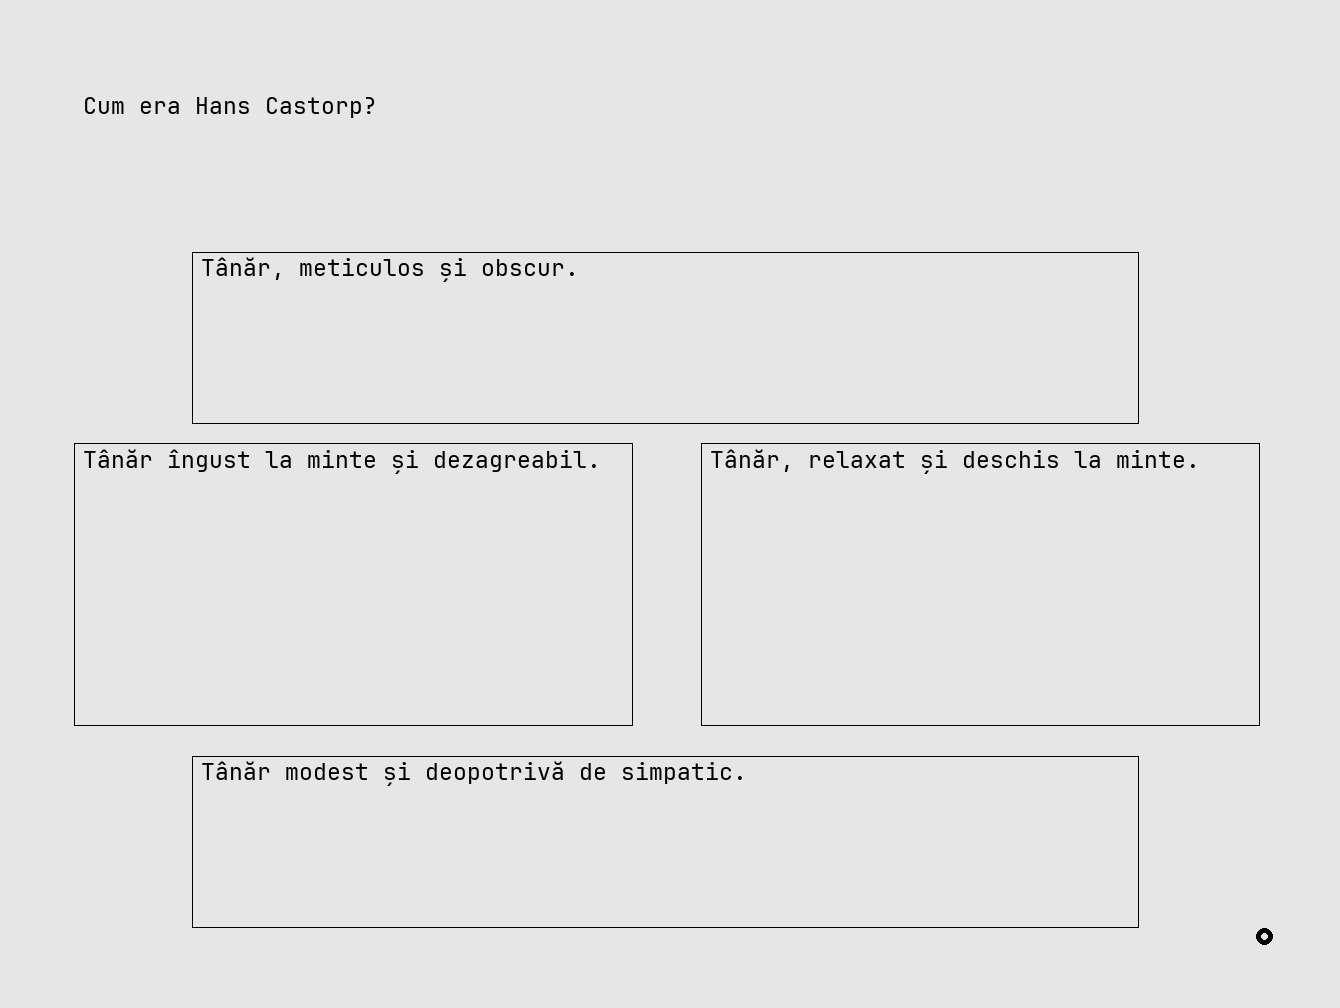 Cum era Hans Castorp?
Tânăr, meticulos și obscur.
Tânăr îngust la minte și dezagreabil.
Tânăr, relaxat și deschis la minte.
Tânăr modest și deopotrivă de simpatic.